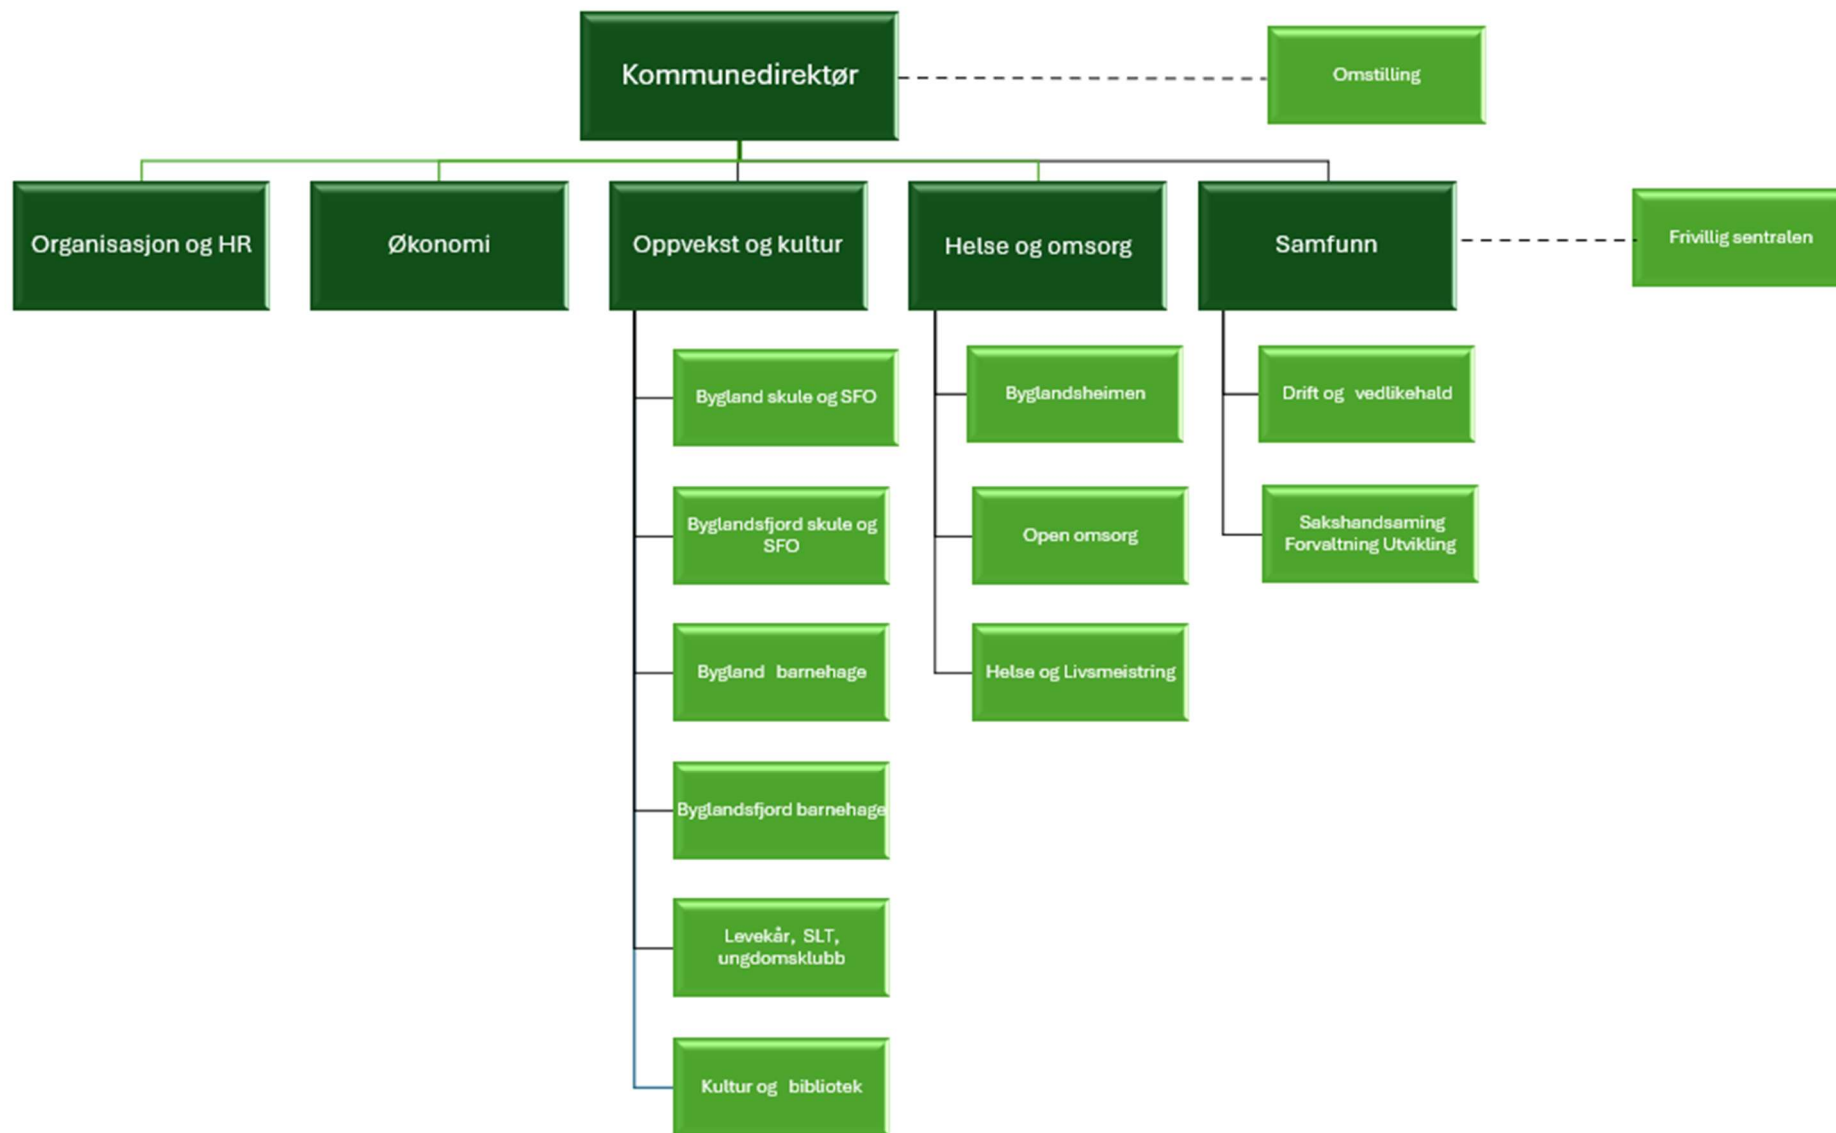 Kommunedirektør
Omstilling
Organisasjon og HR
Økonomi
Oppvekst og kultur
Helse og omsorg
Samfunn
Frivillig sentralen
Bygland skule og SFO
Byglandsfjord skule og
SFO
Bygland barnehage
Byglandsfjord barnehage
Levekår, SLT,
ungdomsklubb
Kultur og bibliotek
Byglandsheimen
Open omsorg
Helse og Livsmeistring
Drift og vedlikehald
Sakshandsaming
Forvaltning Utvikling